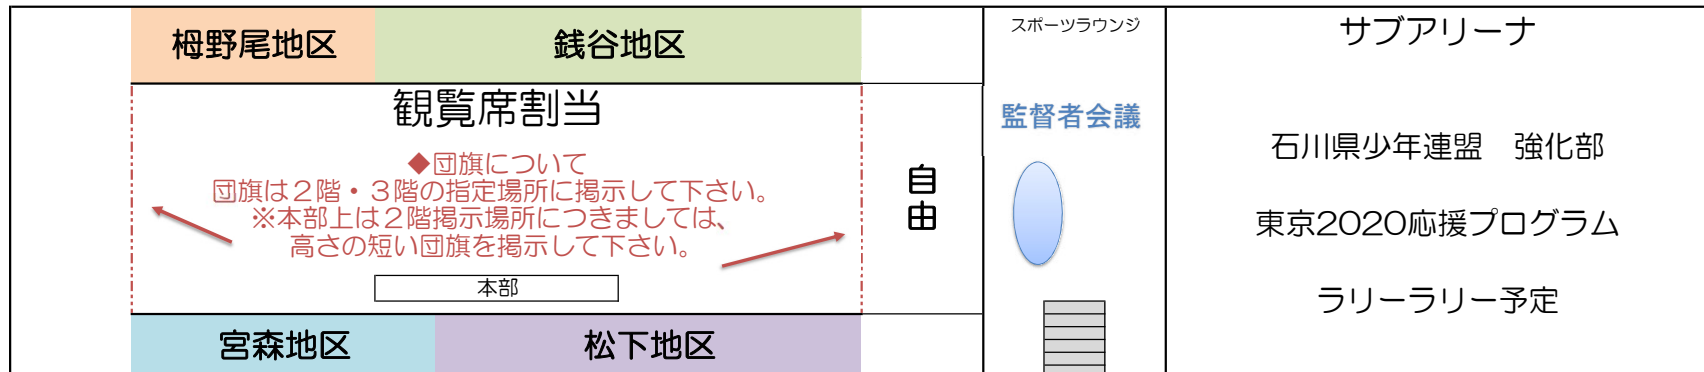 栂野尾地区
銭谷地区
観覧席割当
◆団旗について
団旗は２階・３階の指定場所に掲示して下さい。
※本部上は２階掲示場所につきましては、
高さの短い団旗を掲示して下さい。
本部
宮森地区
松下地区
自由
スポーツラウンジ
監督者会議
サブアリーナ
石川県少年連盟　強化部
東京2020応援プログラム
ラリーラリー予定